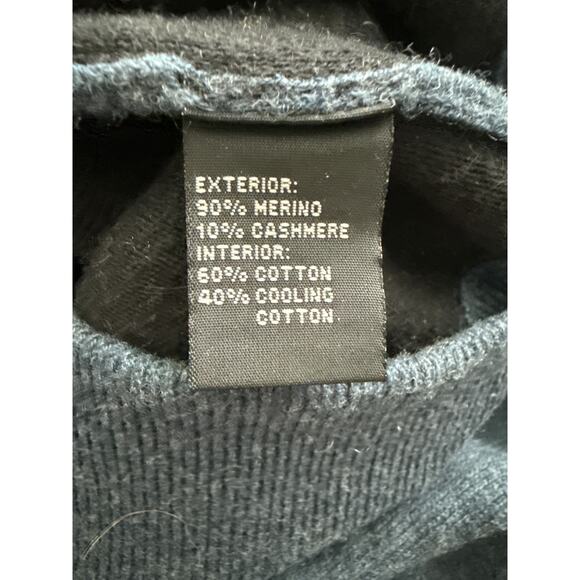 EXTERIOR:
90% MERINO
10% CASHMERE
INTERIOR:
60% COTTON
40% COOLING
COTTON